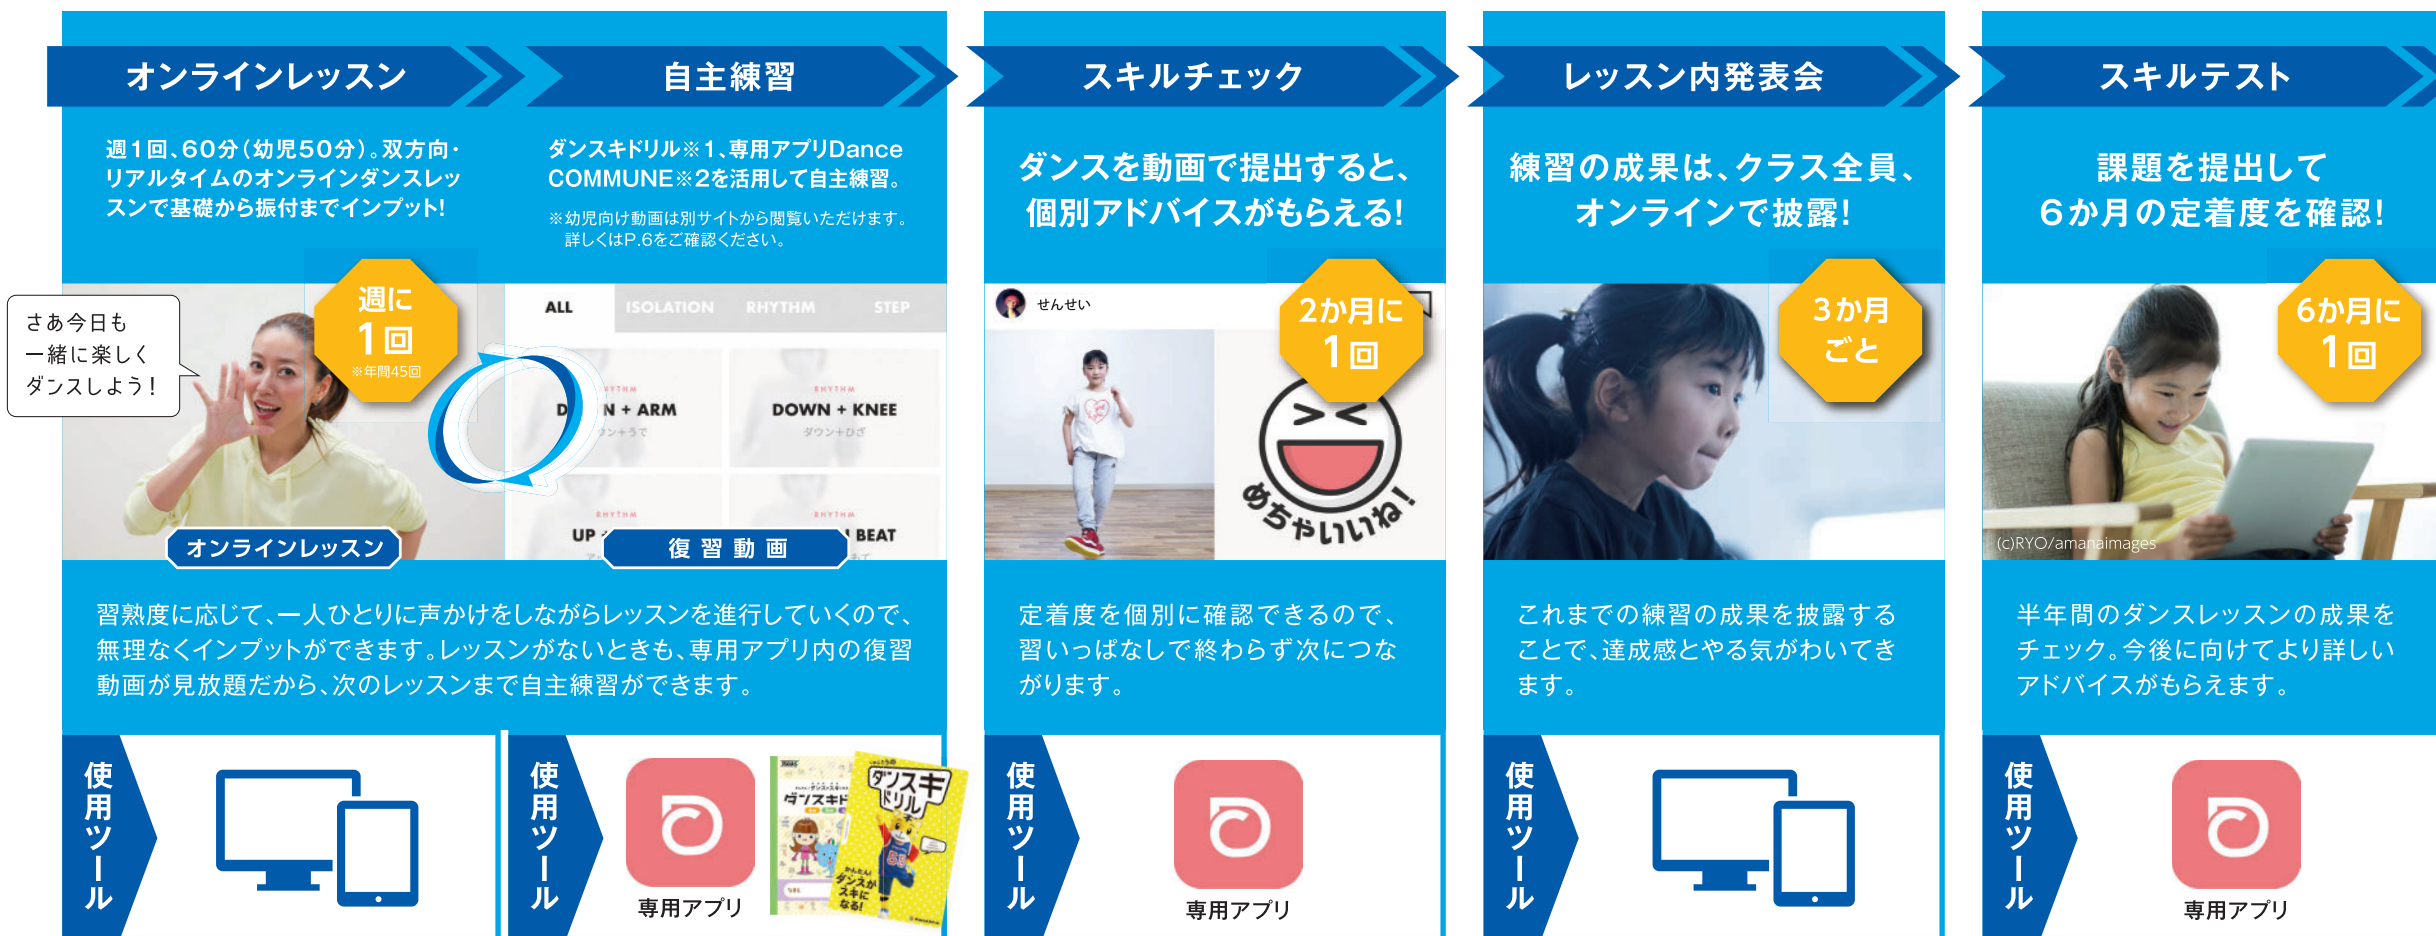 オンラインレッスン
週1回、60分（幼児50分）。双方向・
リアルタイムのオンラインダンスレッ
スンで基礎から振付までインプット！
自主練習
ダンスキドリル※1、専用アプリDance
COMMUNE※2を活用して自主練習。
※幼児向け動画は別サイトから閲覧いただけます。
詳しくはP.6をご確認ください。
さあ今日も
一緒に楽しく
ダンスしよう！
週に
1回
※年間45回
オンラインレッスン
ALL ISOLATION RHYTHM STEP
RHYTHM
DOWN + KNEE
ダウン+ひざ
N + ARM
RHYTHM
UP
RHYTHM
BEAT
復習動画
習熟度に応じて、一人ひとりに声かけをしながらレッスンを進行していくので、
無理なくインプットができます。レッスンがないときも、専用アプリ内の復習
動画が見放題だから、次のレッスンまで自主練習ができます。
使用ツール
使用ツール
専用アプリ
ダンスキド
ダンスキ
ドリル
かんたん！
ダンスが
スキに
なる！
スキルチェック
ダンスを動画で提出すると、
個別アドバイスがもらえる！
せんせい
2か月に
1回
めちゃいいね！
定着度を個別に確認できるので、
習いっぱなしで終わらず次につな
がります。
使用ツール
専用アプリ
レッスン内発表会
練習の成果は、クラス全員、
オンラインで披露！
3か月
ごと
これまでの練習の成果を披露する
ことで、達成感とやる気がわいてき
ます。
使用ツール
スキルテスト
課題を提出して
6か月の定着度を確認！
6か月に
1回
(c)RYO/amanaimages
半年間のダンスレッスンの成果を
チェック。今後に向けてより詳しい
アドバイスがもらえます。
使用ツール
専用アプリ